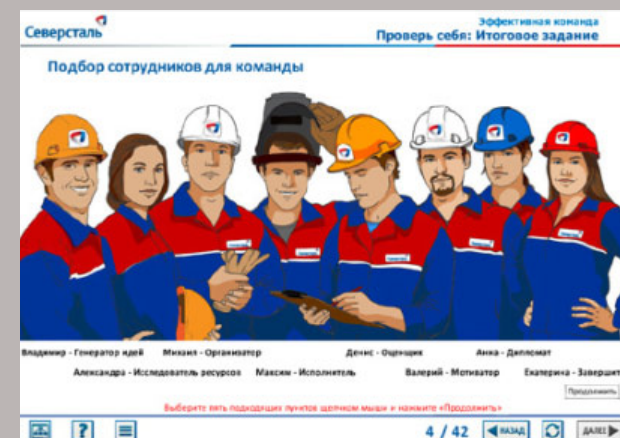 Северсталь
Эффективная команда
Проверь себя: Итоговое задание
Подбор сотрудников для команды
Владимир - Генератор идей Михаил - Организатор Денис - Оценщик Анна - Дипломат
Александра - Исследователь ресурсов Максим - Исполнитель Валерий - Мотиватор Екатерина - Завершит
Продолжить
Выберите пять подходящих пунктов щелчком мыши и нажмите «Продолжить»
? 4 / 42 НАЗАД ДАЛЕЕ